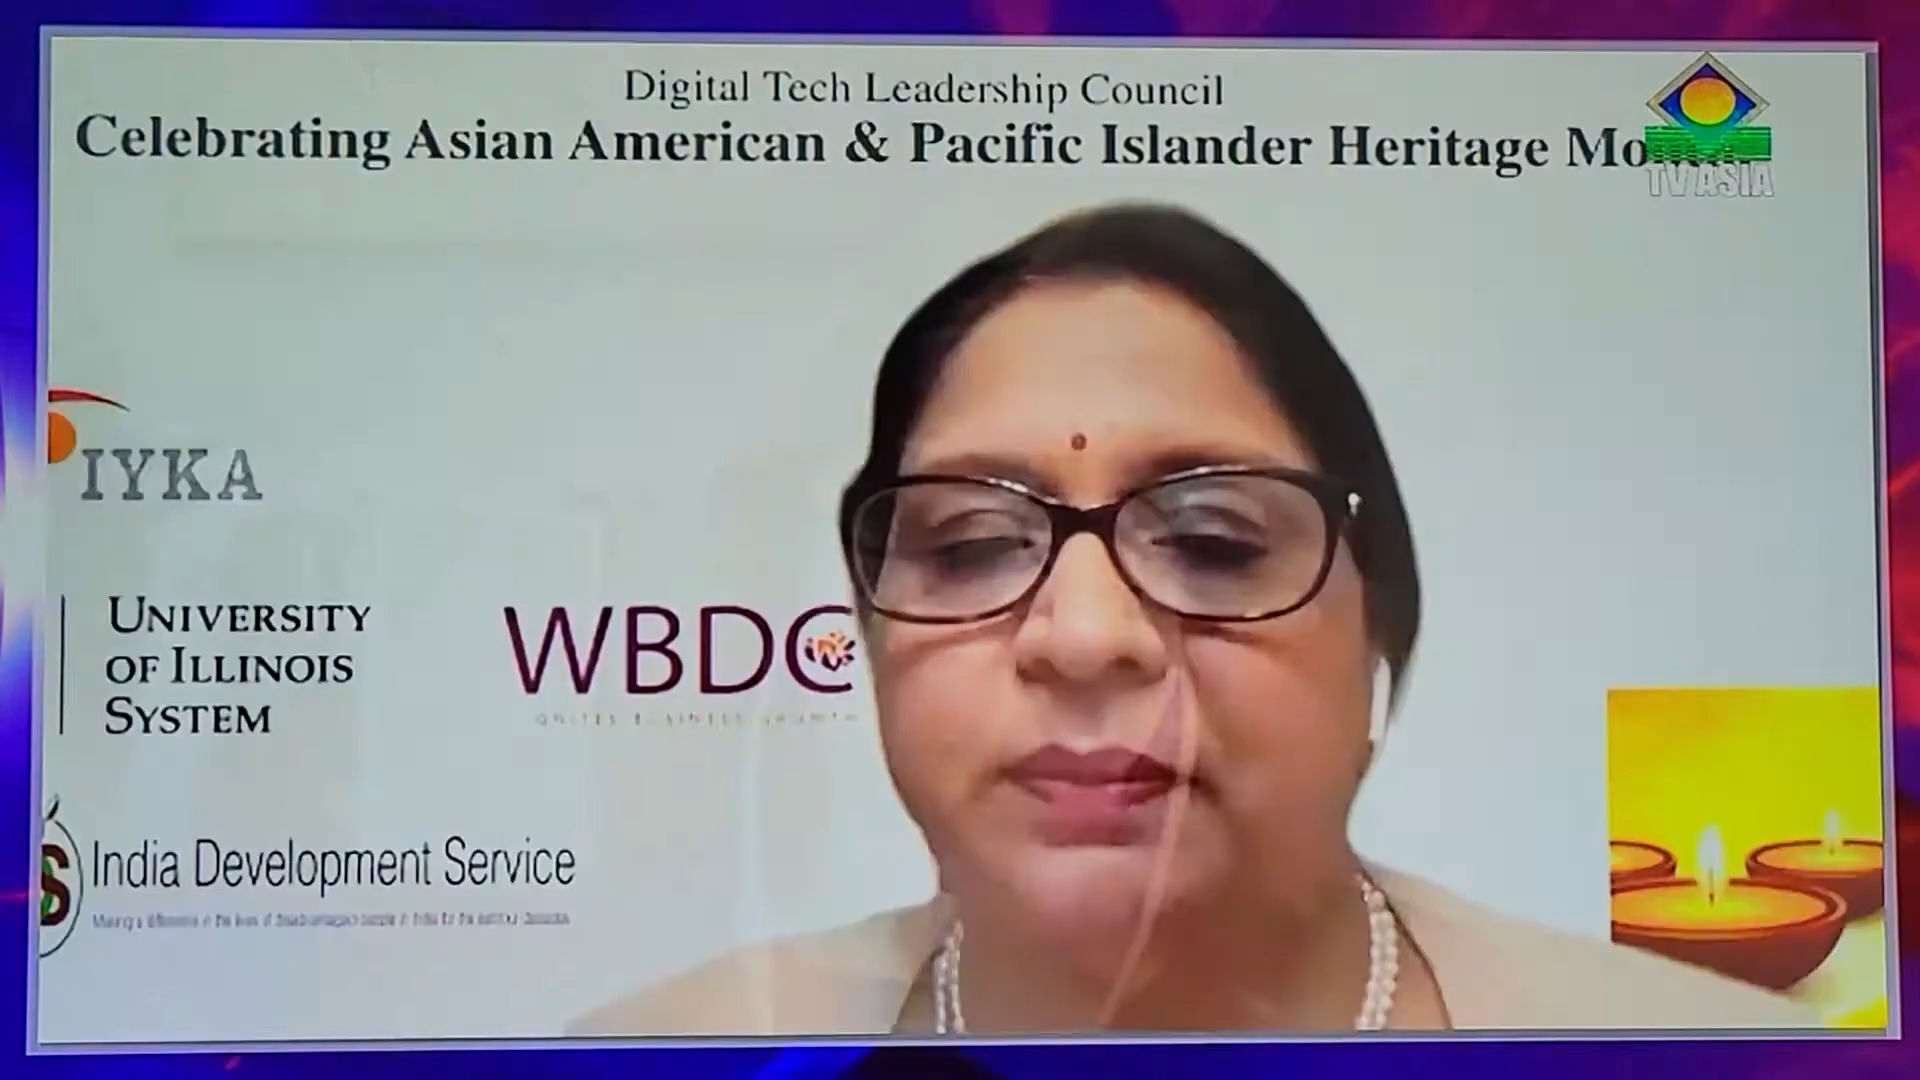 Digital Tech Leadership Council
Celebrating Asian American & Pacific Islander Heritage Mo
TV ASIA
IYKA
UNIVERSITY
OF ILLINOIS
SYSTEM
WBDC
India Development Service